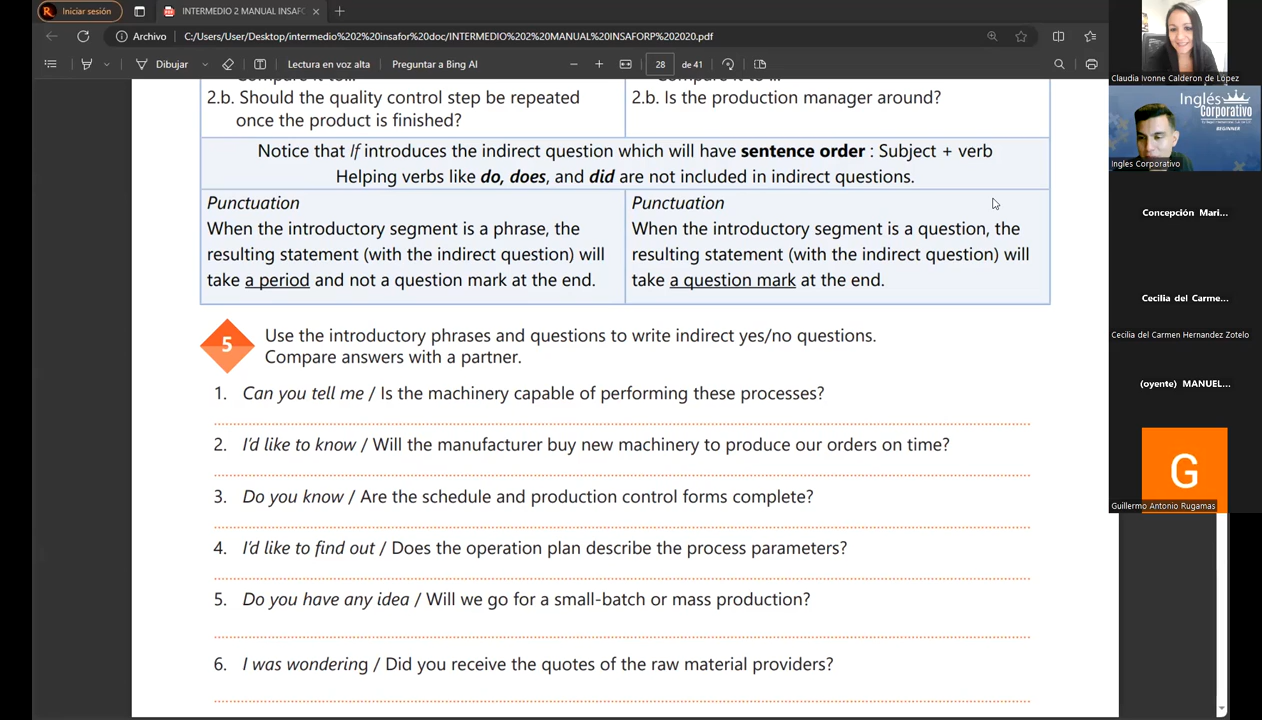 Iniciar sesión
INTERMEDIO 2 MANUAL INSAFO
Archivo
C:/Users/User/Desktop/intermedio%202%20insafor%20doc/INTERMEDIO%202%20MANUAL%20INSAFORP%202020.pdf
Dibujar
Lectura en voz alta
Preguntar a Bing AI
28
de 41
Compare it to...
Compare it to...
2.b. Should the quality control step be repeated
once the product is finished?
2.b. Is the production manager around?
Notice that If introduces the indirect question which will have sentence order : Subject + verb
Helping verbs like do, does, and did are not included in indirect questions.
Punctuation
When the introductory segment is a phrase, the
resulting statement (with the indirect question) will
take a period and not a question mark at the end.
Punctuation
When the introductory segment is a question, the
resulting statement (with the indirect question) will
take a question mark at the end.
5
Use the introductory phrases and questions to write indirect yes/no questions.
Compare answers with a partner.
1. Can you tell me / Is the machinery capable of performing these processes?
2. I'd like to know / Will the manufacturer buy new machinery to produce our orders on time?
3. Do you know / Are the schedule and production control forms complete?
4. I'd like to find out / Does the operation plan describe the process parameters?
5. Do you have any idea / Will we go for a small-batch or mass production?
6. I was wondering / Did you receive the quotes of the raw material providers?
Claudia Ivonne Calderon de López
Inglés
Corporativo
BEGINNER
Ingles Corporativo
Concepción Mari...
Cecilia del Carme...
Cecilia del Carmen Hernandez Zotelo
(oyente) MANUEL...
G
Guillermo Antonio Rugamas